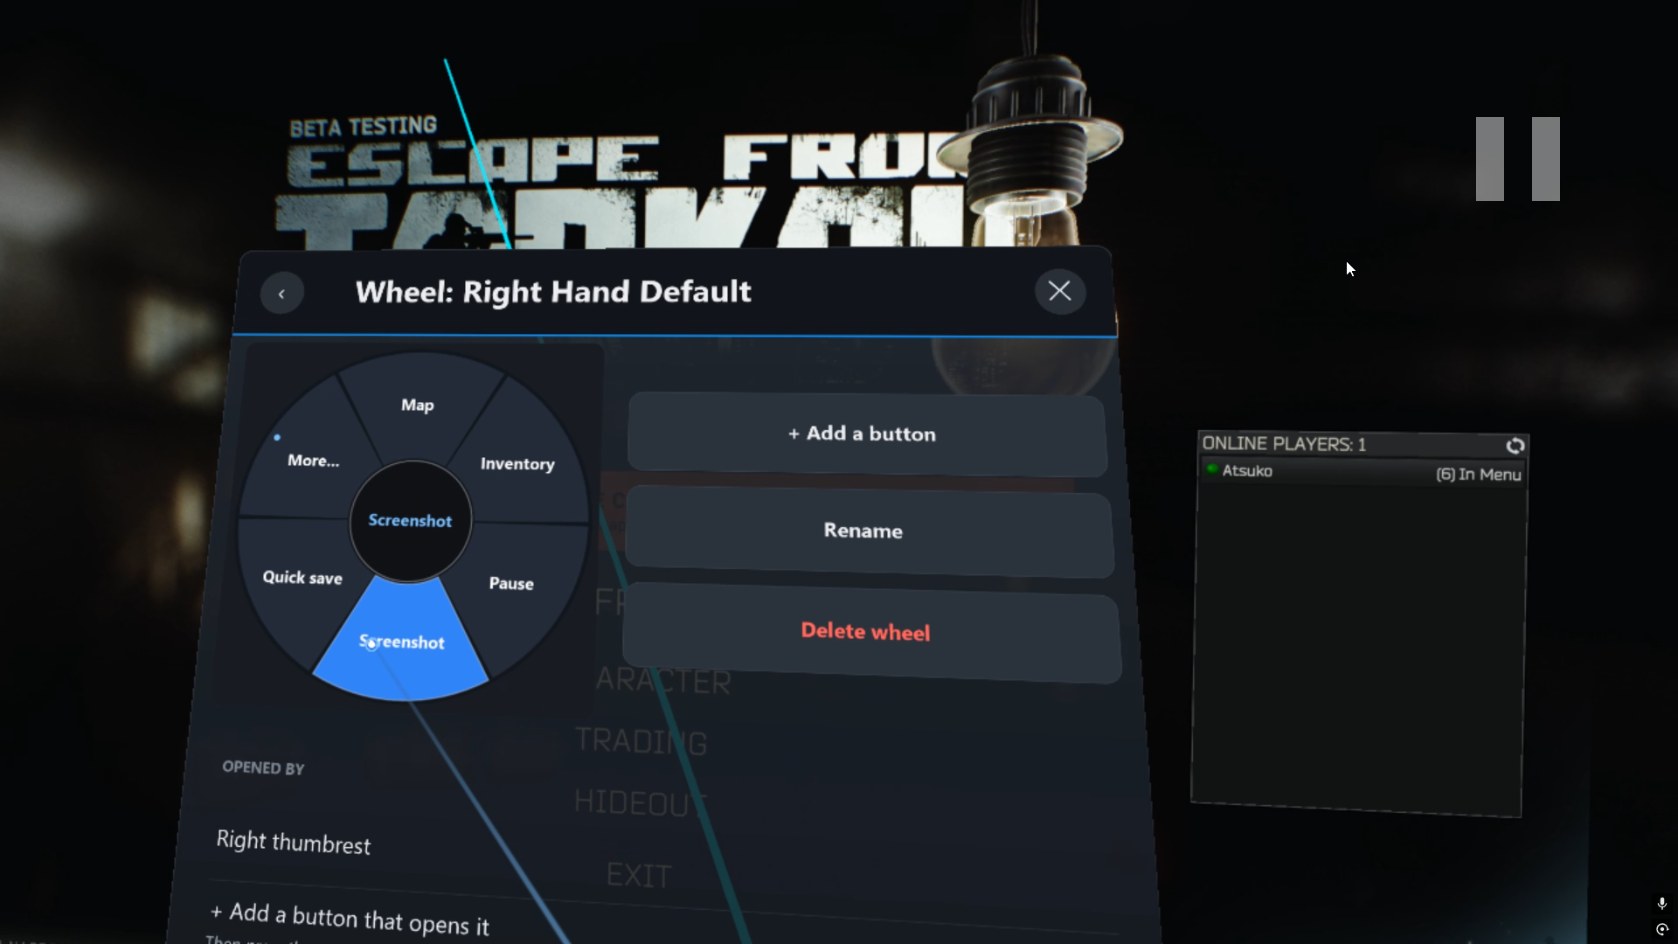 BETA TESTING
ESCAPE FROM
TARKOV
Wheel: Right Hand Default
Map
More...
Inventory
Screenshot
Quick save
Pause
Screenshot
+ Add a button
Rename
Delete wheel
ONLINE PLAYERS: 1
Atsuko
(6) In Menu
ARACTER
TRADING
HIDEOUT
EXIT
OPENED BY
Right thumbrest
+ Add a button that opens it